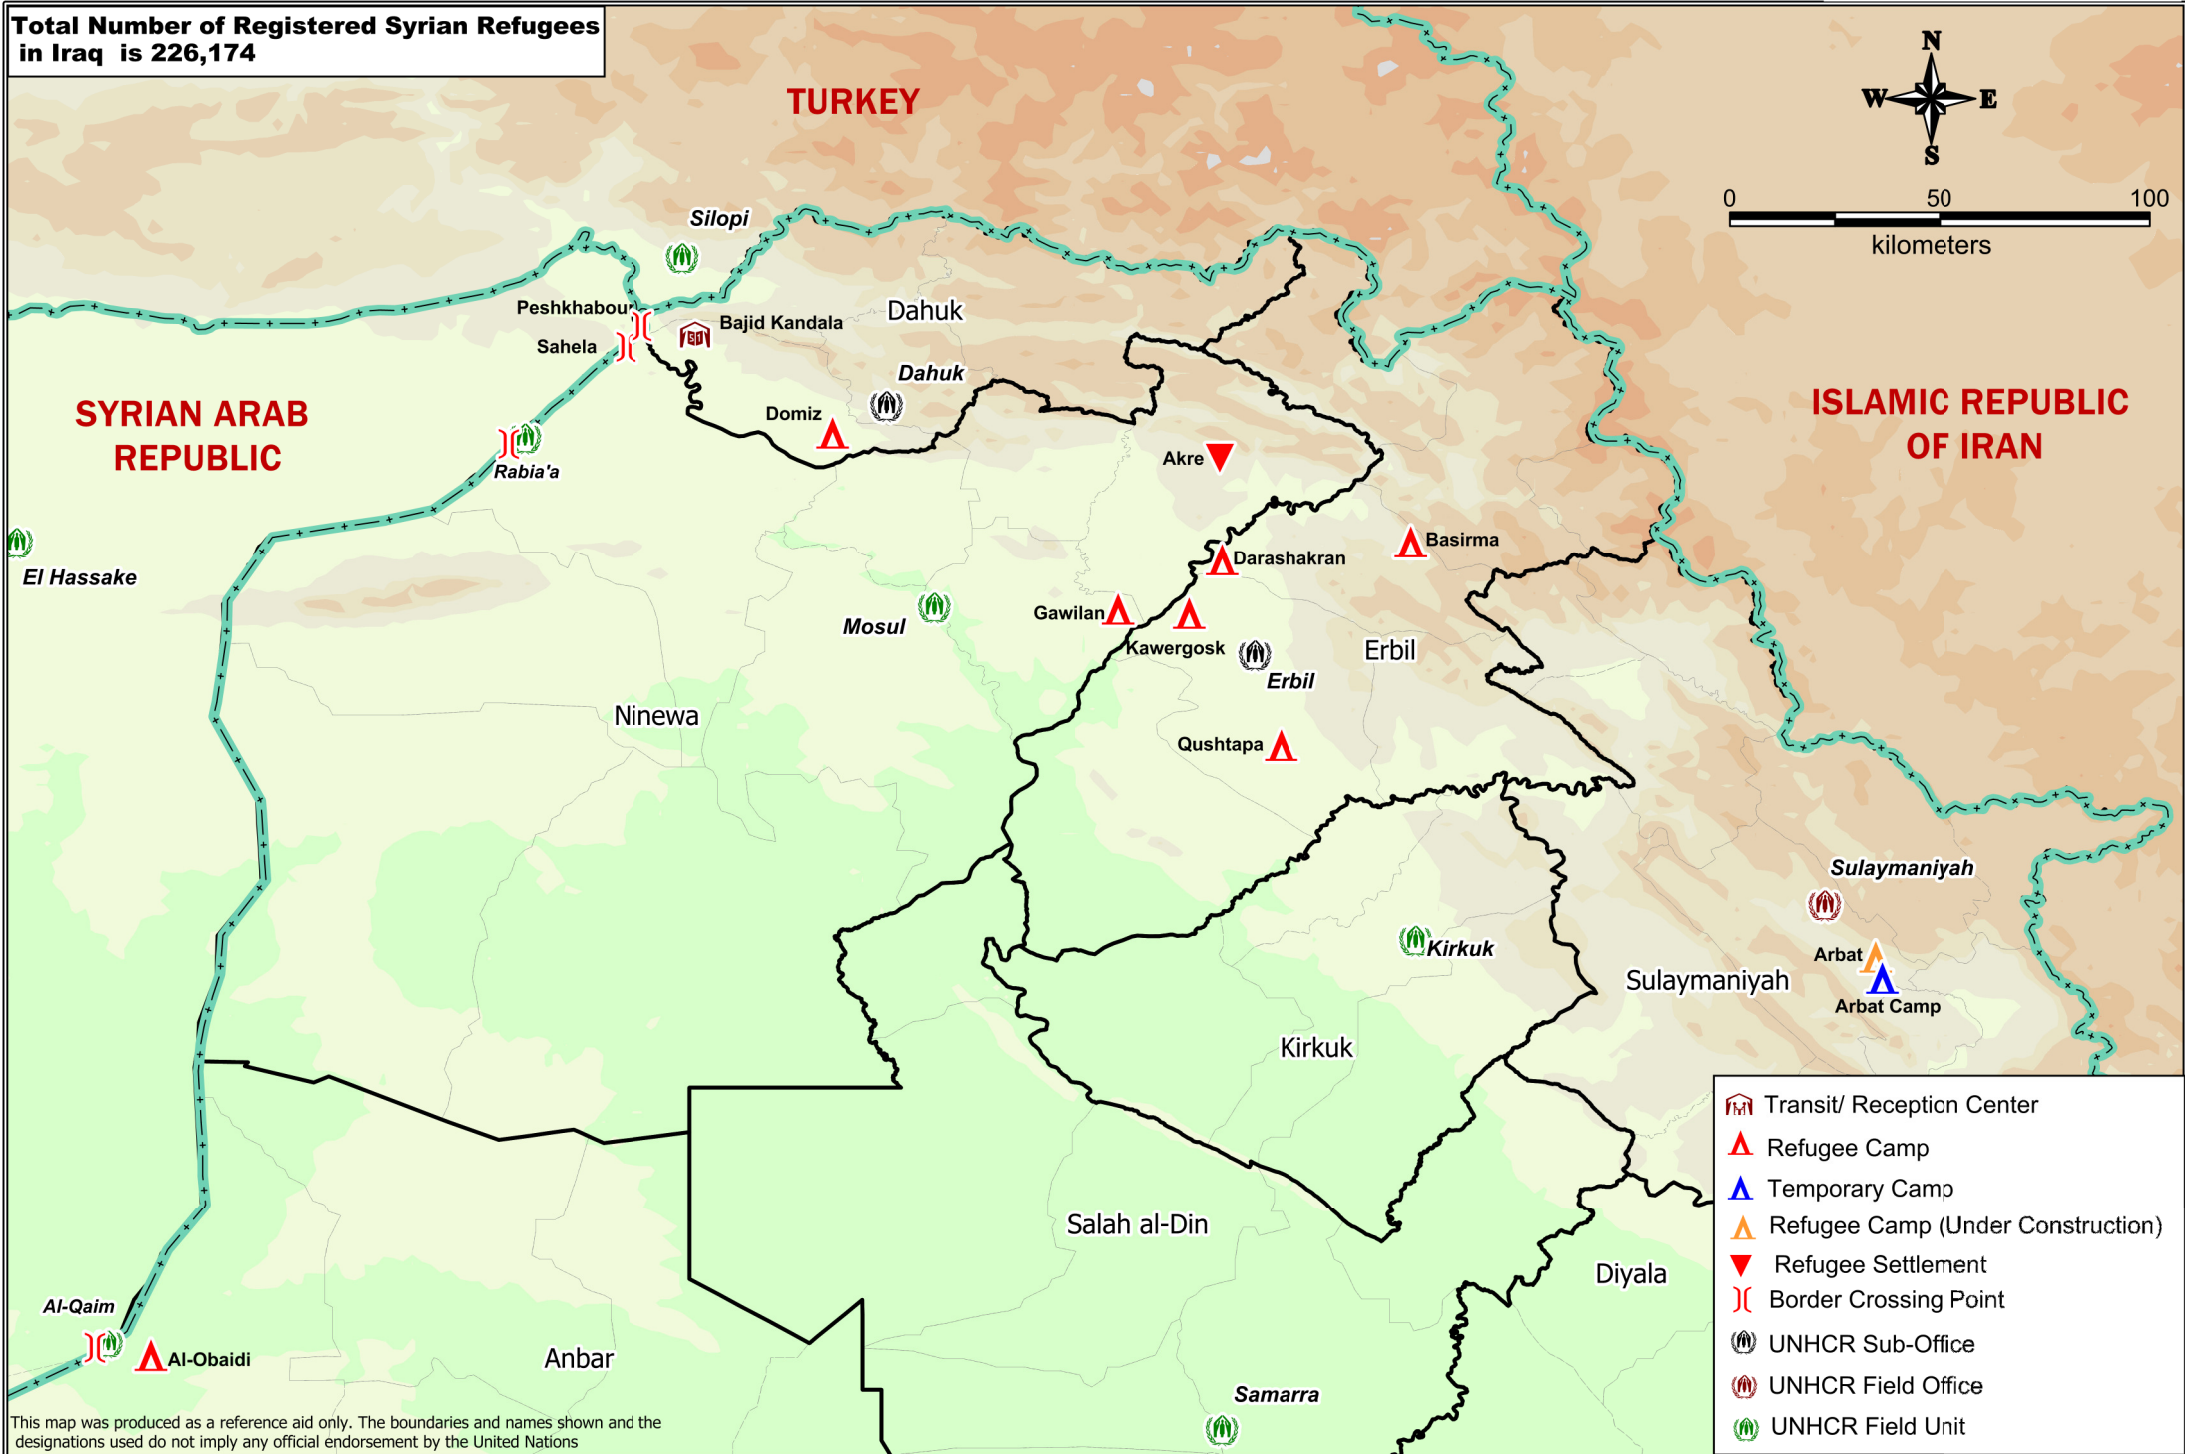 Total Number of Registered Syrian Refugees
in Iraq is 226,174
TURKEY
N
W
E
S
0
50
100
kilometers
Silopi
Peshkhabour
Bajid Kandala
Dahuk
Sahela
Dahuk
SYRIAN ARAB
REPUBLIC
ISLAMIC REPUBLIC
OF IRAN
Domiz
Rabia'a
Akre
El Hassake
Basirma
Darashakran
Gawilan
Mosul
Kawergosk
Erbil
Erbil
Ninewa
Qushtapa
Sulaymaniyah
Kirkuk
Arbat
Sulaymaniyah
Arbat Camp
Kirkuk
Salah al-Din
Diyala
Al-Qaim
Al-Obaidi
Anbar
Samarra
Transit/ Reception Center
Refugee Camp
Temporary Camp
Refugee Camp (Under Construction)
Refugee Settlement
Border Crossing Point
UNHCR Sub-Office
UNHCR Field Office
UNHCR Field Unit
This map was produced as a reference aid only. The boundaries and names shown and the
designations used do not imply any official endorsement by the United Nations